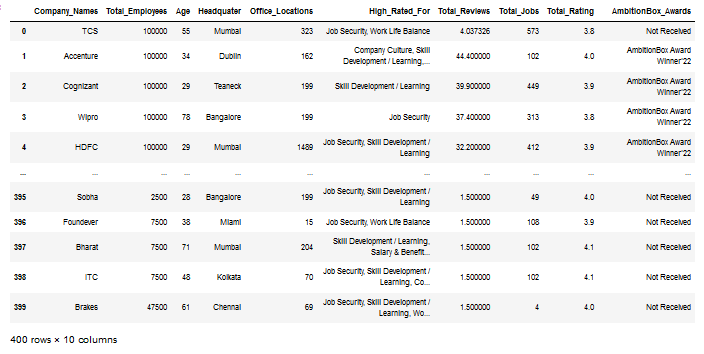 Company_Names Total_Employees Age Headquater Office_Locations High_Rated_For Total_Reviews Total_Jobs Total_Rating AmbitionBox_Awards
0 TCS 100000 55 Mumbai 323 Job Security, Work Life Balance 4.037326 573 3.8 Not Received
1 Accenture 100000 34 Dublin 162 Company Culture, Skill Development / Learning,... 44.400000 102 4.0 AmbitionBox Award Winner'22
2 Cognizant 100000 29 Teaneck 199 Skill Development / Learning 39.900000 449 3.9 AmbitionBox Award Winner'22
3 Wipro 100000 78 Bangalore 199 Job Security 37.400000 313 3.8 AmbitionBox Award Winner'22
4 HDFC 100000 29 Mumbai 1489 Job Security, Skill Development / Learning 32.200000 412 3.9 AmbitionBox Award Winner'22
... ... ... ... ... ... ... ... ... ... ...
395 Sobha 2500 28 Bangalore 199 Job Security, Skill Development / Learning 1.500000 49 4.0 Not Received
396 Foundever 7500 38 Miami 15 Job Security, Work Life Balance 1.500000 108 3.9 Not Received
397 Bharat 7500 71 Mumbai 204 Skill Development / Learning, Salary & Benefit... 1.500000 102 4.1 Not Received
398 ITC 7500 48 Kolkata 70 Job Security, Skill Development / Learning, Co... 1.500000 102 4.1 Not Received
399 Brakes 47500 61 Chennai 69 Job Security, Skill Development / Learning, Wo... 1.500000 4 4.0 Not Received
400 rows × 10 columns